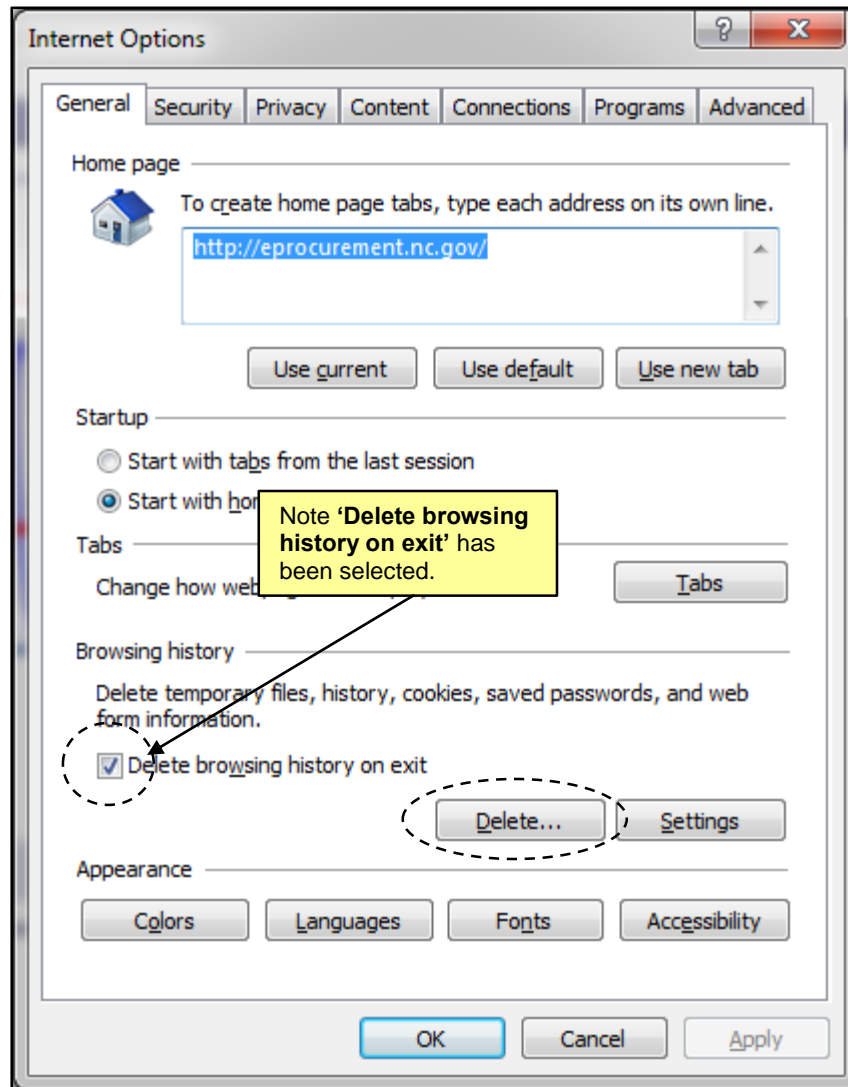 Internet Options
General Security Privacy Content Connections Programs Advanced
Home page
To create home page tabs, type each address on its own line.
http://eprocurement.nc.gov/
Use current Use default Use new tab
Startup
Start with tabs from the last session
Start with
Note ‘Delete browsing
history on exit’ has
been selected.
Tabs
Change how
Tabs
Browsing history
Delete temporary files, history, cookies, saved passwords, and web
form information.
Delete browsing history on exit
Delete... Settings
Appearance
Colors Languages Fonts Accessibility
OK Cancel Apply